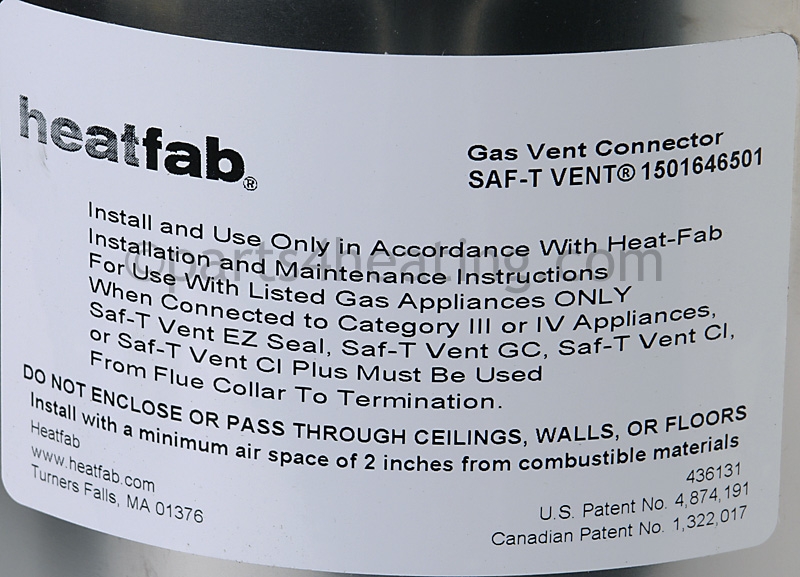 heatfab®
Gas Vent Connector
SAF-T VENT® 1501646501
Install and Use Only in Accordance With Heat-Fab
Installation and Maintenance Instructions
©parts4heating.com
For Use With Listed Gas Appliances ONLY
When Connected to Category III or IV Appliances,
Saf-T Vent EZ Seal, Saf-T Vent GC, Saf-T Vent CI,
or Saf-T Vent CI Plus Must Be Used
From Flue Collar To Termination.
DO NOT ENCLOSE OR PASS THROUGH CEILINGS, WALLS, OR FLOORS
Install with a minimum air space of 2 inches from combustible materials
Heatfab
www.heatfab.com
Turners Falls, MA 01376
436131
U.S. Patent No. 4,874,191
Canadian Patent No. 1,322,017